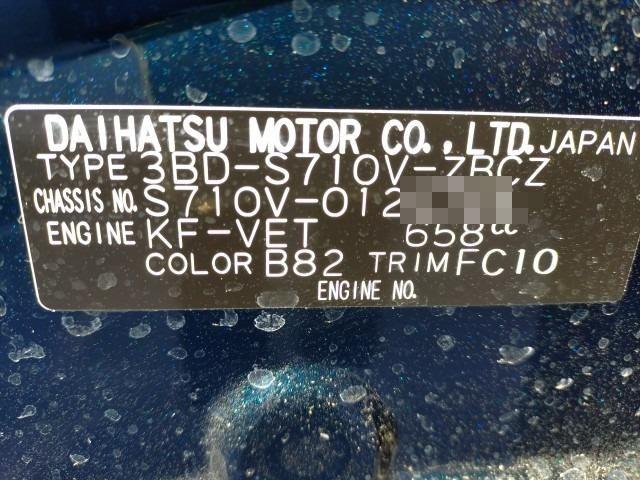 DAIHATSU MOTOR CO., LTD. JAPAN
TYPE 3BD-S710V-ZBCZ
CHASSIS NO. S710V-012
ENGINE KF-VET 658cc
COLOR B82 TRIM FC10
ENGINE NO.